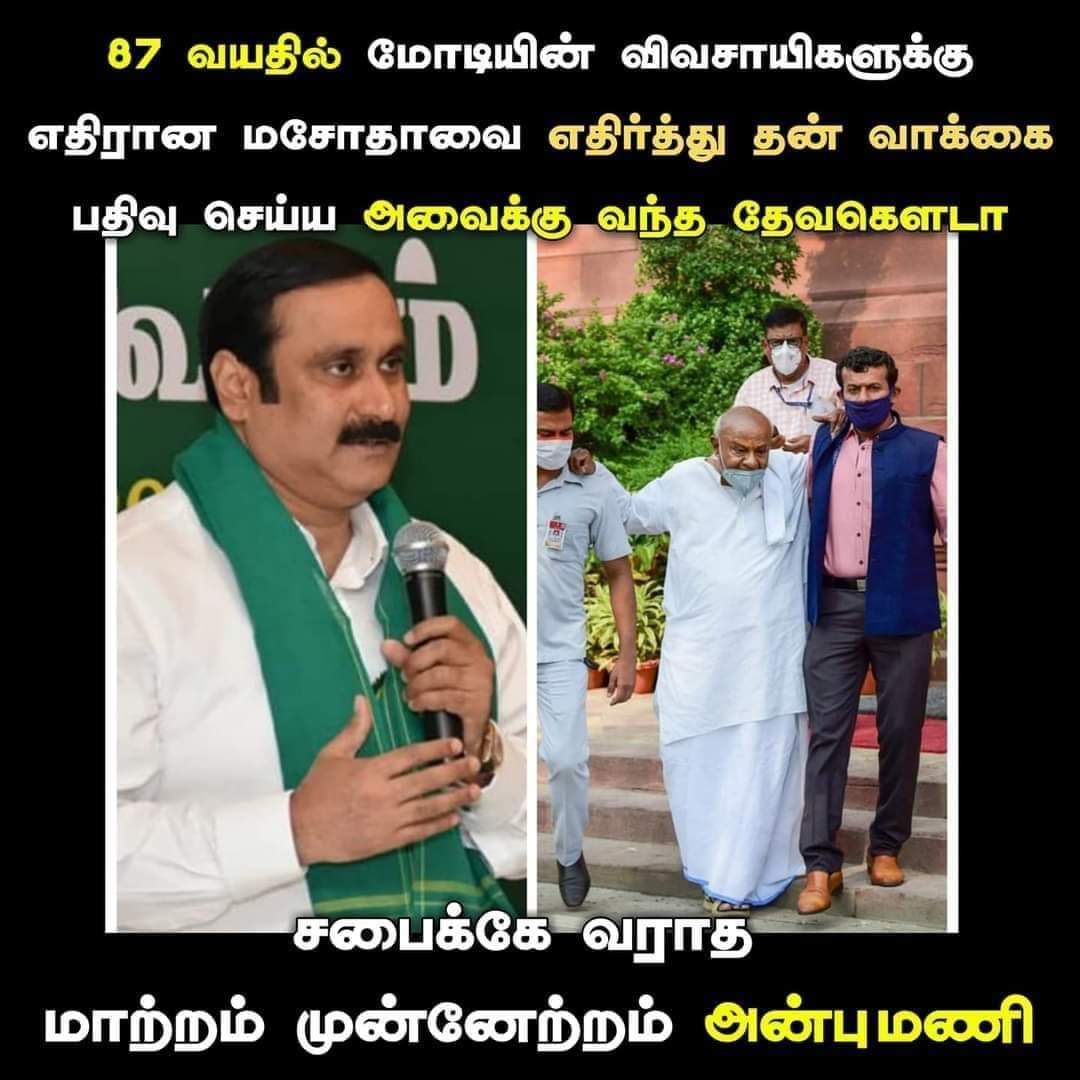 87 வயதில் மோடியின் விவசாயிகளுக்கு
எதிரான மசோதாவை எதிர்த்து தன் வாக்கை
பதிவு செய்ய அவைக்கு வந்த தேவகௌடா
சபைக்கே வராத
மாற்றம் முன்னேற்றம் அன்புமணி